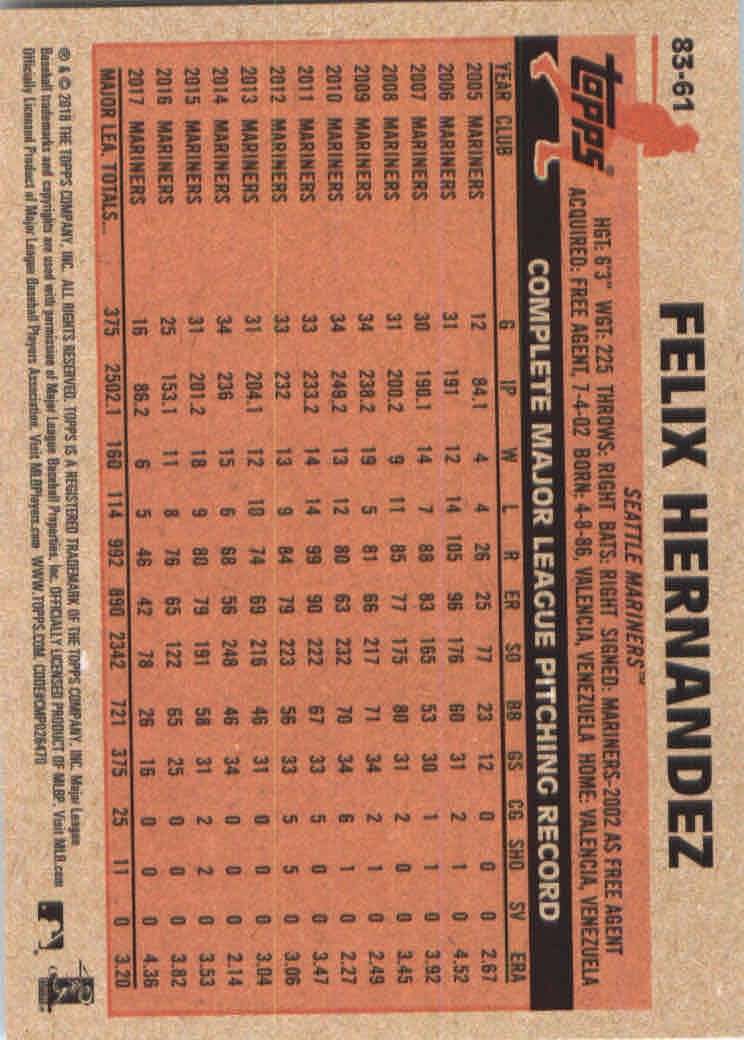 83-61
FELIX HERNANDEZ
SEATTLE MARINERS™
topps®
HGT: 6'3" WGT: 225 THROWS: RIGHT BATS: RIGHT SIGNED: MARINERS-2002 AS FREE AGENT
ACQUIRED: FREE AGENT, 7-4-02 BORN: 4-8-86, VALENCIA, VENEZUELA HOME: VALENCIA, VENEZUELA
COMPLETE MAJOR LEAGUE PITCHING RECORD
YEAR CLUB G IP W L R ER SO BB GS CG SHO SV ERA
2005 MARINERS 12 84.1 4 4 26 25 77 23 12 0 0 0 2.67
2006 MARINERS 31 191 12 14 105 96 176 60 31 2 1 0 4.52
2007 MARINERS 30 190.1 14 7 88 83 165 53 30 1 1 0 3.92
2008 MARINERS 31 200.2 9 11 85 77 175 80 31 2 0 0 3.45
2009 MARINERS 34 238.2 19 5 81 66 217 71 34 2 1 0 2.49
2010 MARINERS 34 249.2 13 12 80 63 232 70 34 6 1 0 2.27
2011 MARINERS 33 233.2 14 14 99 90 222 67 33 5 0 0 3.47
2012 MARINERS 33 232 13 9 84 79 223 56 33 5 5 0 3.06
2013 MARINERS 31 204.1 12 10 74 69 216 46 31 0 0 0 3.04
2014 MARINERS 34 236 15 6 68 56 248 46 34 0 0 0 2.14
2015 MARINERS 31 201.2 18 9 80 79 191 58 31 2 2 0 3.53
2016 MARINERS 25 153.1 11 8 76 65 122 65 25 0 0 0 3.82
2017 MARINERS 16 86.2 6 5 46 42 78 26 16 0 0 0 4.36
MAJOR LEA. TOTALS... 375 2502.1 160 114 992 890 2342 721 375 25 11 0 3.20
® & © 2018 THE TOPPS COMPANY, INC. ALL RIGHTS RESERVED. TOPPS IS A REGISTERED TRADEMARK OF THE TOPPS COMPANY, INC. Major League
Baseball trademarks and copyrights are used with permission of Major League Baseball Properties, Inc. OFFICIALLY LICENSED PRODUCT OF MLBP. Visit MLB.com
Officially Licensed Product of Major League Baseball Players Association. Visit MLBPlayers.com WWW.TOPPS.COM CODE#CMP026470